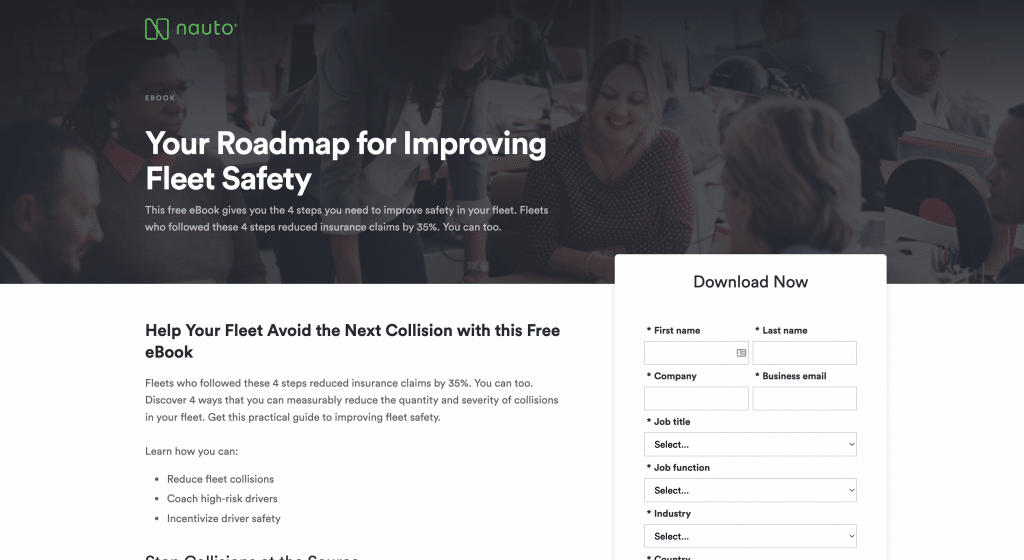 nauto
EBOOK
Your Roadmap for Improving
Fleet Safety
This free eBook gives you the 4 steps you need to improve safety in your fleet. Fleets
who followed these 4 steps reduced insurance claims by 35%. You can too.
Download Now
Help Your Fleet Avoid the Next Collision with this Free
eBook
Fleets who followed these 4 steps reduced insurance claims by 35%. You can too.
Discover 4 ways that you can measurably reduce the quantity and severity of collisions
in your fleet. Get this practical guide to improving fleet safety.
Learn how you can:
• Reduce fleet collisions
• Coach high-risk drivers
• Incentivize driver safety
Stop Collisions at the Source
* First name * Last name
* Company * Business email
* Job title
Select...
* Job function
Select...
* Industry
Select...
* Country